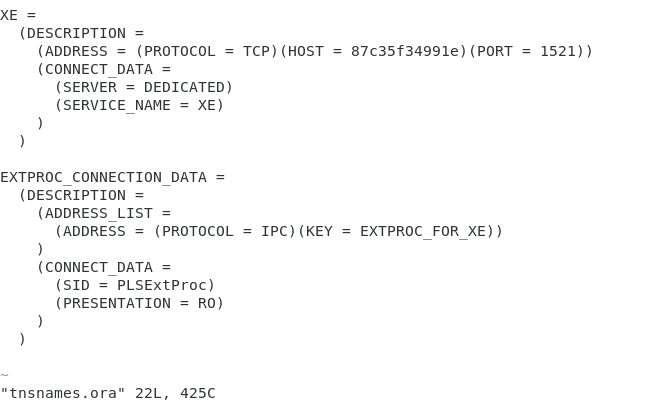 XE =
  (DESCRIPTION =
    (ADDRESS = (PROTOCOL = TCP)(HOST = 87c35f34991e)(PORT = 1521))
    (CONNECT_DATA =
      (SERVER = DEDICATED)
      (SERVICE_NAME = XE)
    )
  )

EXTPROC_CONNECTION_DATA =
  (DESCRIPTION =
    (ADDRESS_LIST =
      (ADDRESS = (PROTOCOL = IPC)(KEY = EXTPROC_FOR_XE))
    )
    (CONNECT_DATA =
      (SID = PLSExtProc)
      (PRESENTATION = RO)
    )
  )

~
"tnsnames.ora" 22L, 425C